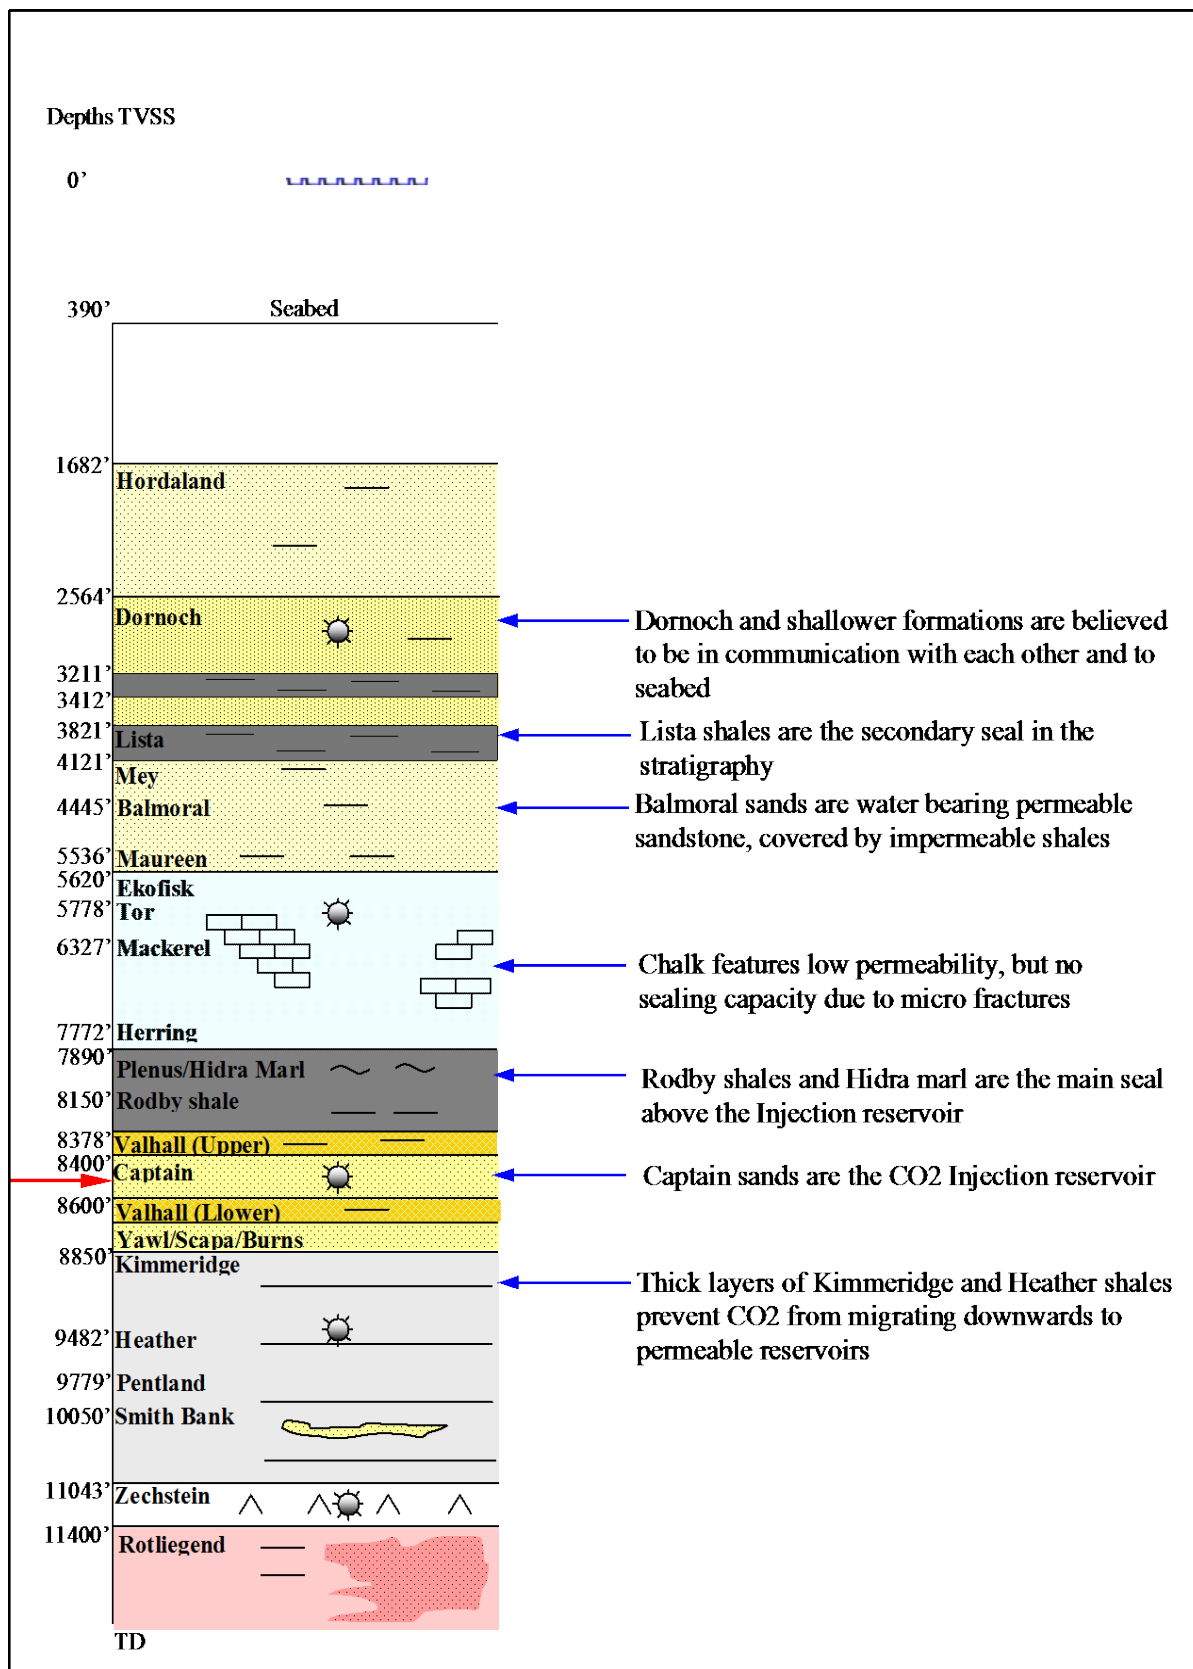 Depths TVSS
0’
390’ Seabed
1682’
Hordaland
2564’
Dornoch
Dornoch and shallower formations are believed
to be in communication with each other and to
seabed
3211’
3412’
3821’
Lista
Lista shales are the secondary seal in the
stratigraphy
4121’
Mey
4445’ Balmoral
Balmoral sands are water bearing permeable
sandstone, covered by impermeable shales
5536’ Maureen
5620’
Ekofisk
5778’ Tor
6327’ Mackerel
Chalk features low permeability, but no
sealing capacity due to micro fractures
7772’ Herring
7890’
Plenus/Hidra Marl
8150’ Rodby shale
Rodby shales and Hidra marl are the main seal
above the Injection reservoir
8378’ Valhall (Upper)
8400’
Captain
Captain sands are the CO2 Injection reservoir
8600’
Valhall (Llower)
Yawl/Scapa/Burns
8850’
Kimmeridge
Thick layers of Kimmeridge and Heather shales
prevent CO2 from migrating downwards to
permeable reservoirs
9482’ Heather
9779’ Pentland
10050’ Smith Bank
11043’ Zechstein
11400’
Rotliegend
TD